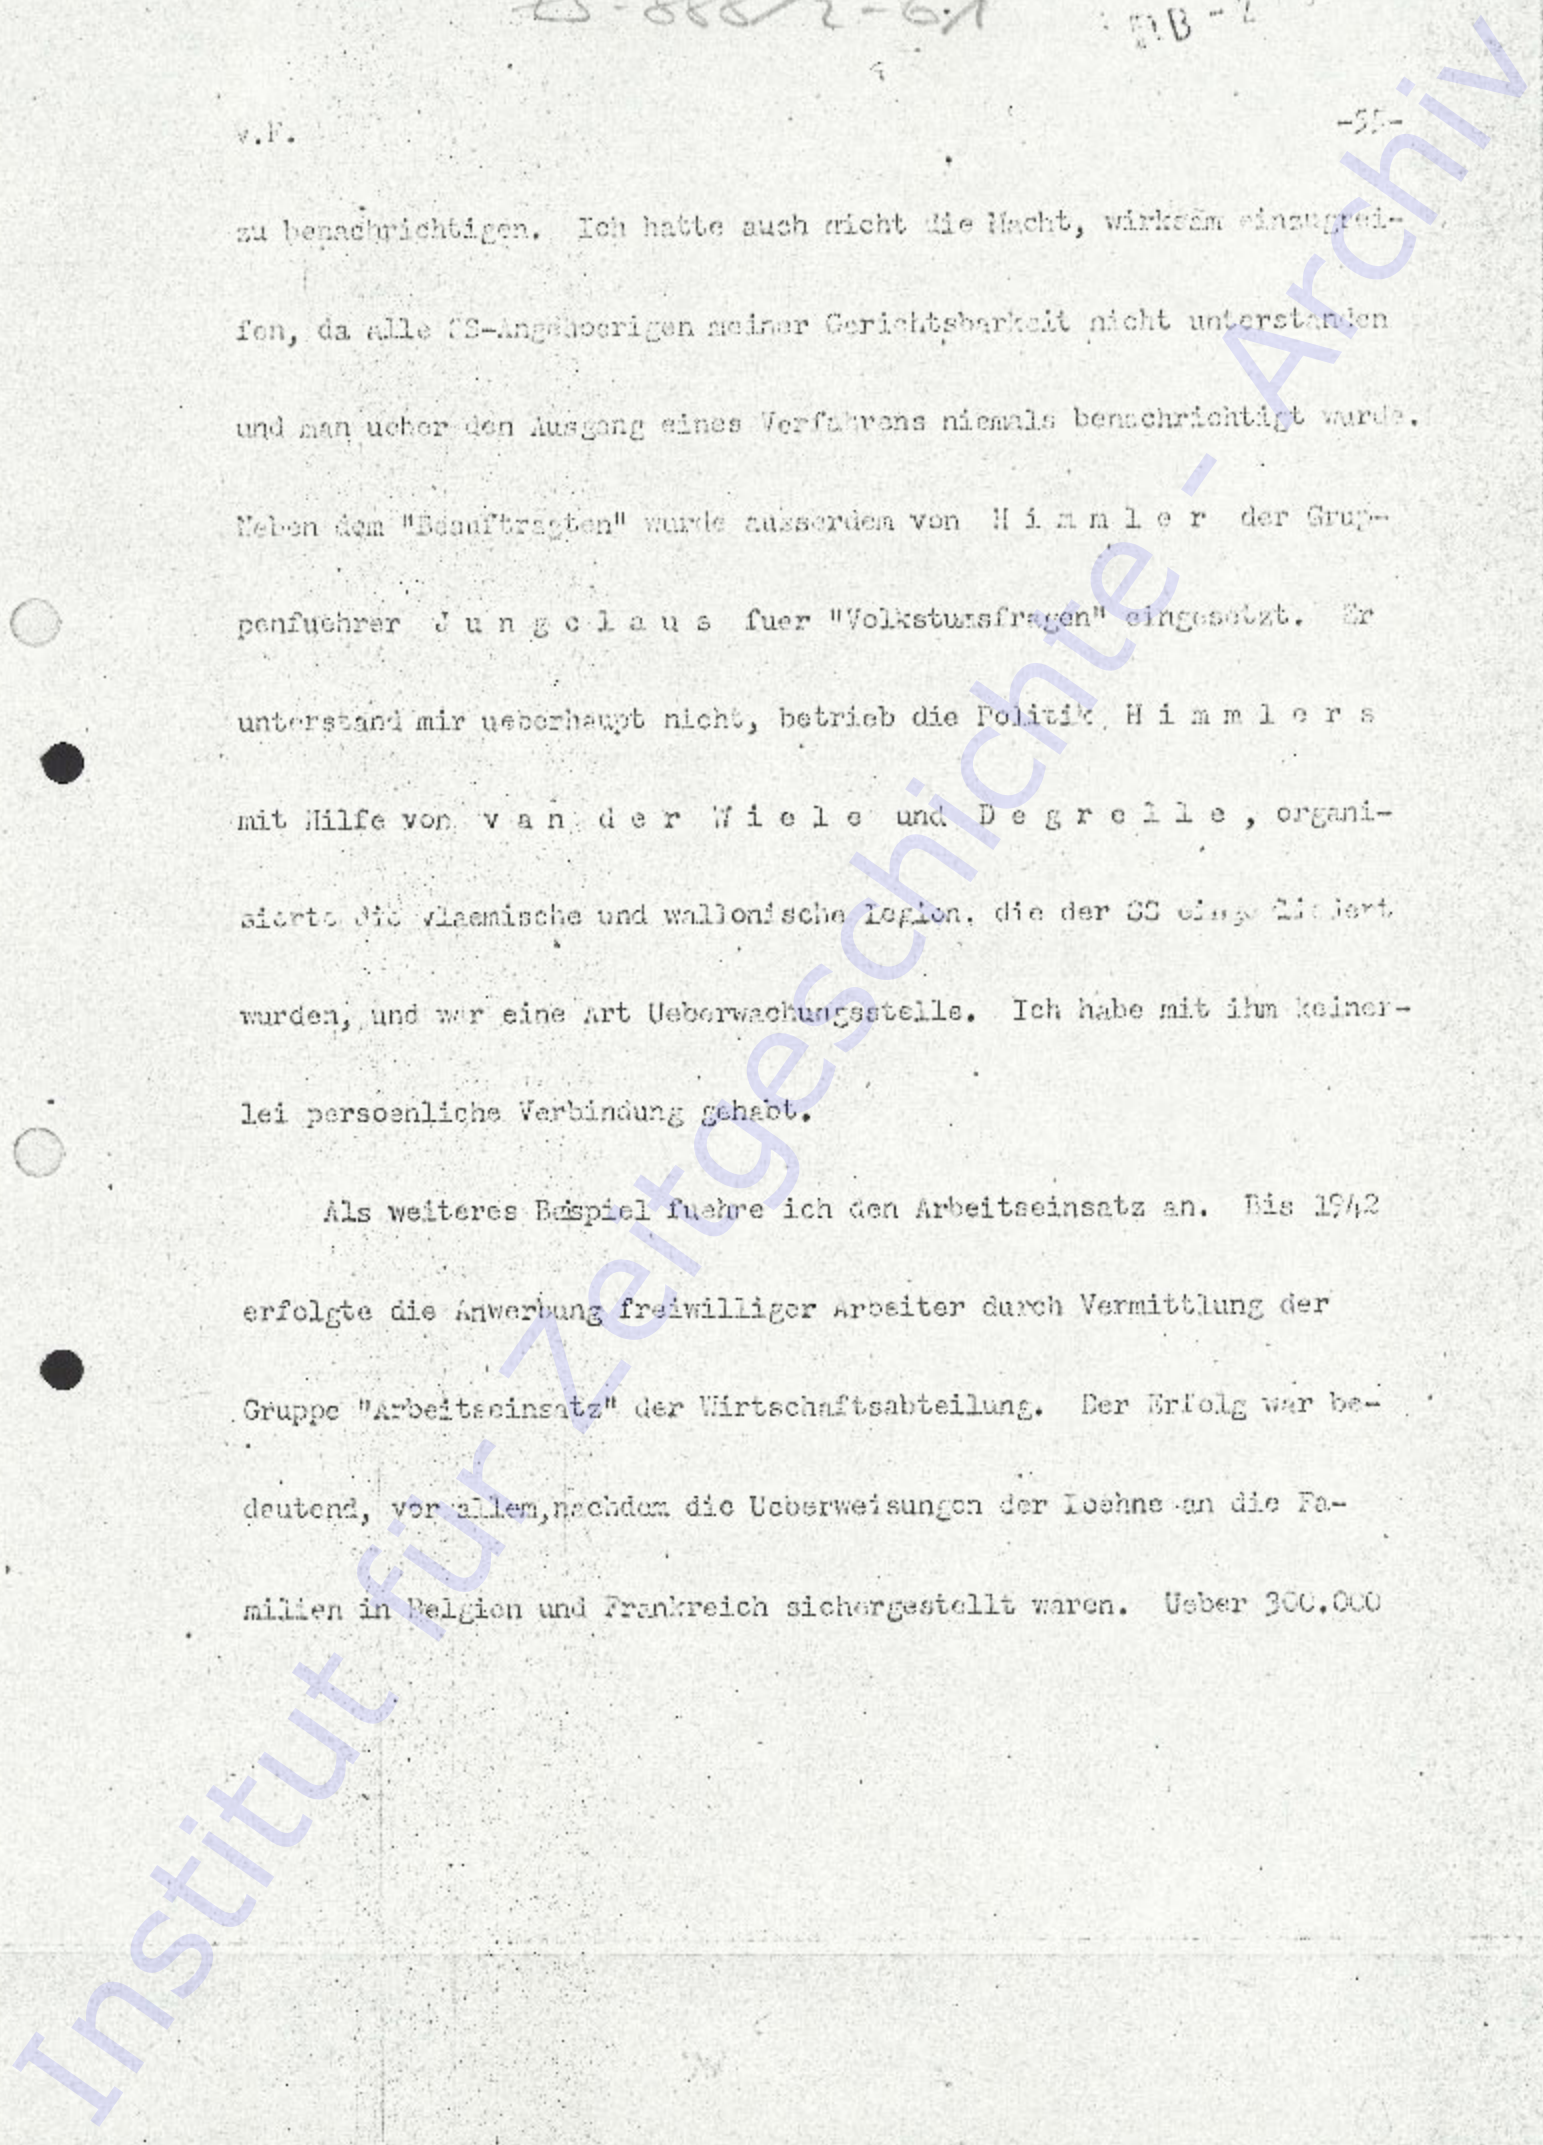 ZS-888/2-61
v.F.
-55-
zu benachrichtigen. Ich hatte auch nicht die Macht, wirksam einzugrei-
fen, da alle SS-Angehoerigen meiner Gerichtsbarkeit nicht unterstanden
und man ueber den Ausgang eines Verfahrens niemals benachrichtigt wurde.
Neben dem "Beauftragten" wurde ausserdem von H i m m l e r der Grup-
penfuehrer J u n g c l a u s fuer "Volkstumsfragen" eingesetzt. Er
unterstand mir ueberhaupt nicht, betrieb die Politik H i m m l e r s
mit Hilfe von v a n d e r W i e l e und D e g r e l l e , organi-
sierte die vlaemische und wallonische Legion, die der SS eingegliedert
wurden, und war eine Art Ueberwachungsstelle. Ich habe mit ihm keiner-
lei persoenliche Verbindung gehabt.
Als weiteres Beispiel fuehre ich den Arbeitseinsatz an. Bis 1942
erfolgte die Anwerbung freiwilliger Arbeiter durch Vermittlung der
Gruppe "Arbeitseinsatz" der Wirtschaftsabteilung. Der Erfolg war be-
deutend, vor allem,nachdem die Ueberweisungen der Loehne an die Fa-
milien in Belgien und Frankreich sichergestellt waren. Ueber 300.000
Institut für Zeitgeschichte - Archiv